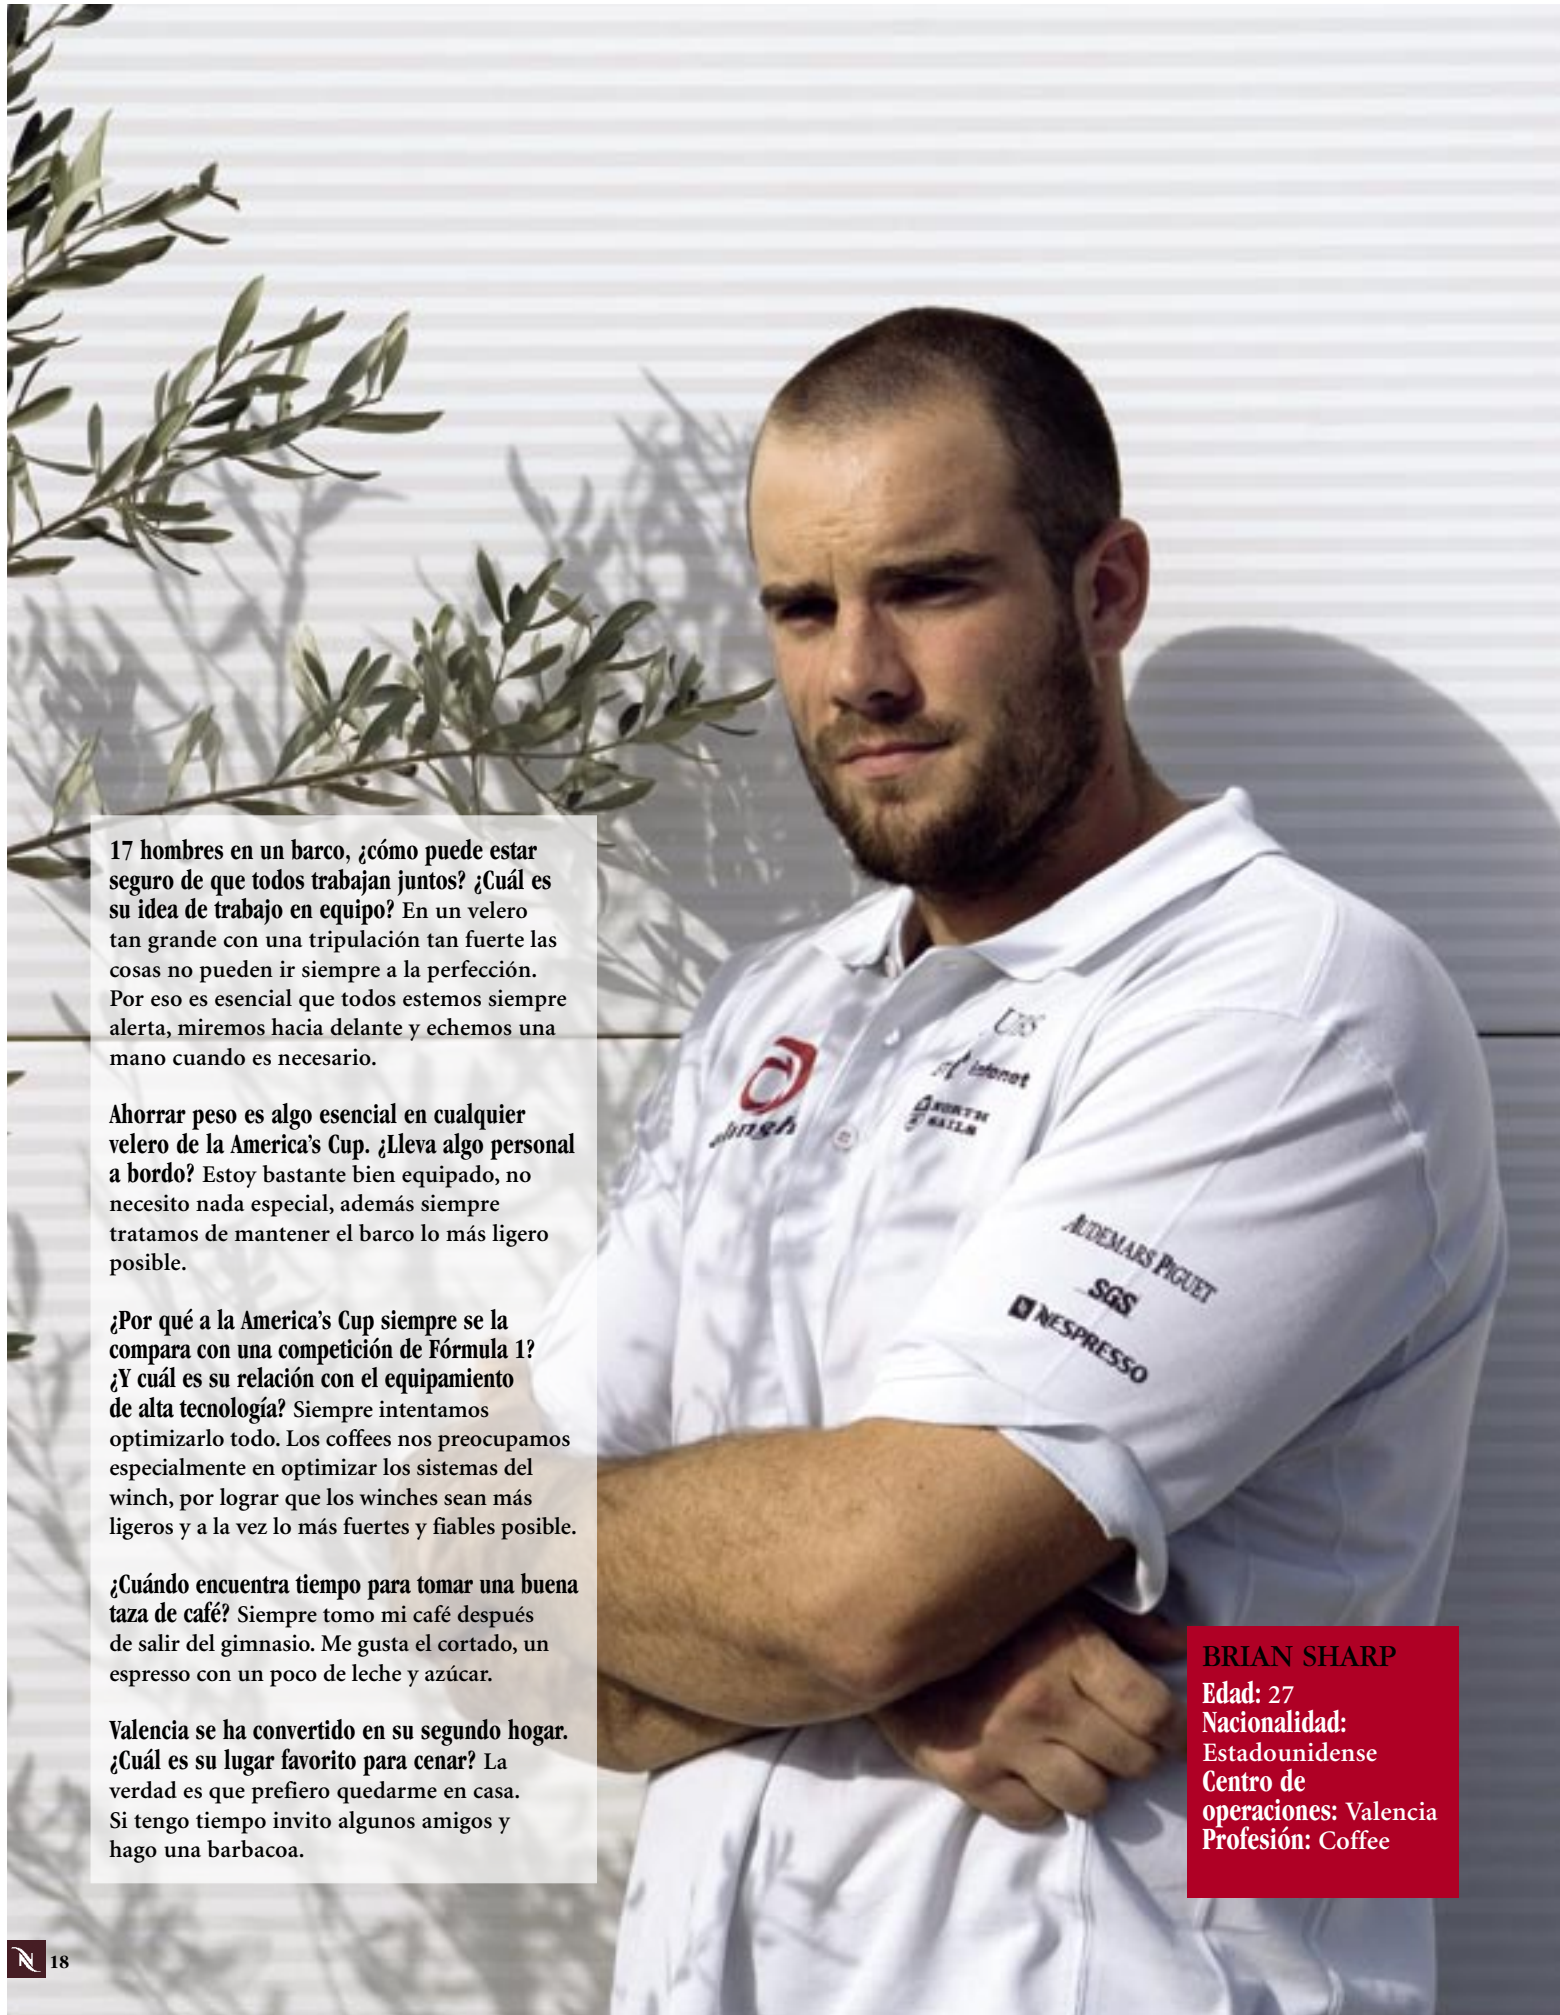 17 hombres en un barco, ¿cómo puede estar
seguro de que todos trabajan juntos? ¿Cuál es
su idea de trabajo en equipo? En un velero
tan grande con una tripulación tan fuerte las
cosas no pueden ir siempre a la perfección.
Por eso es esencial que todos estemos siempre
alerta, miremos hacia delante y echemos una
mano cuando es necesario.
Ahorrar peso es algo esencial en cualquier
velero de la America's Cup. ¿Lleva algo personal
a bordo? Estoy bastante bien equipado, no
necesito nada especial, además siempre
tratamos de mantener el barco lo más ligero
posible.
¿Por qué a la America's Cup siempre se la
compara con una competición de Fórmula 1?
¿Y cuál es su relación con el equipamiento
de alta tecnología? Siempre intentamos
optimizarlo todo. Los coffees nos preocupamos
especialmente en optimizar los sistemas del
winch, por lograr que los winches sean más
ligeros y a la vez lo más fuertes y fiables posible.
¿Cuándo encuentra tiempo para tomar una buena
taza de café? Siempre tomo mi café después
de salir del gimnasio. Me gusta el cortado, un
espresso con un poco de leche y azúcar.
Valencia se ha convertido en su segundo hogar.
¿Cuál es su lugar favorito para cenar? La
verdad es que prefiero quedarme en casa.
Si tengo tiempo invito algunos amigos y
hago una barbacoa.
UBS
infonet
NORTH
SAILS
AUDEMARS PIGUET
SGS
NESPRESSO
BRIAN SHARP
Edad: 27
Nacionalidad:
Estadounidense
Centro de
operaciones: Valencia
Profesión: Coffee
N 18